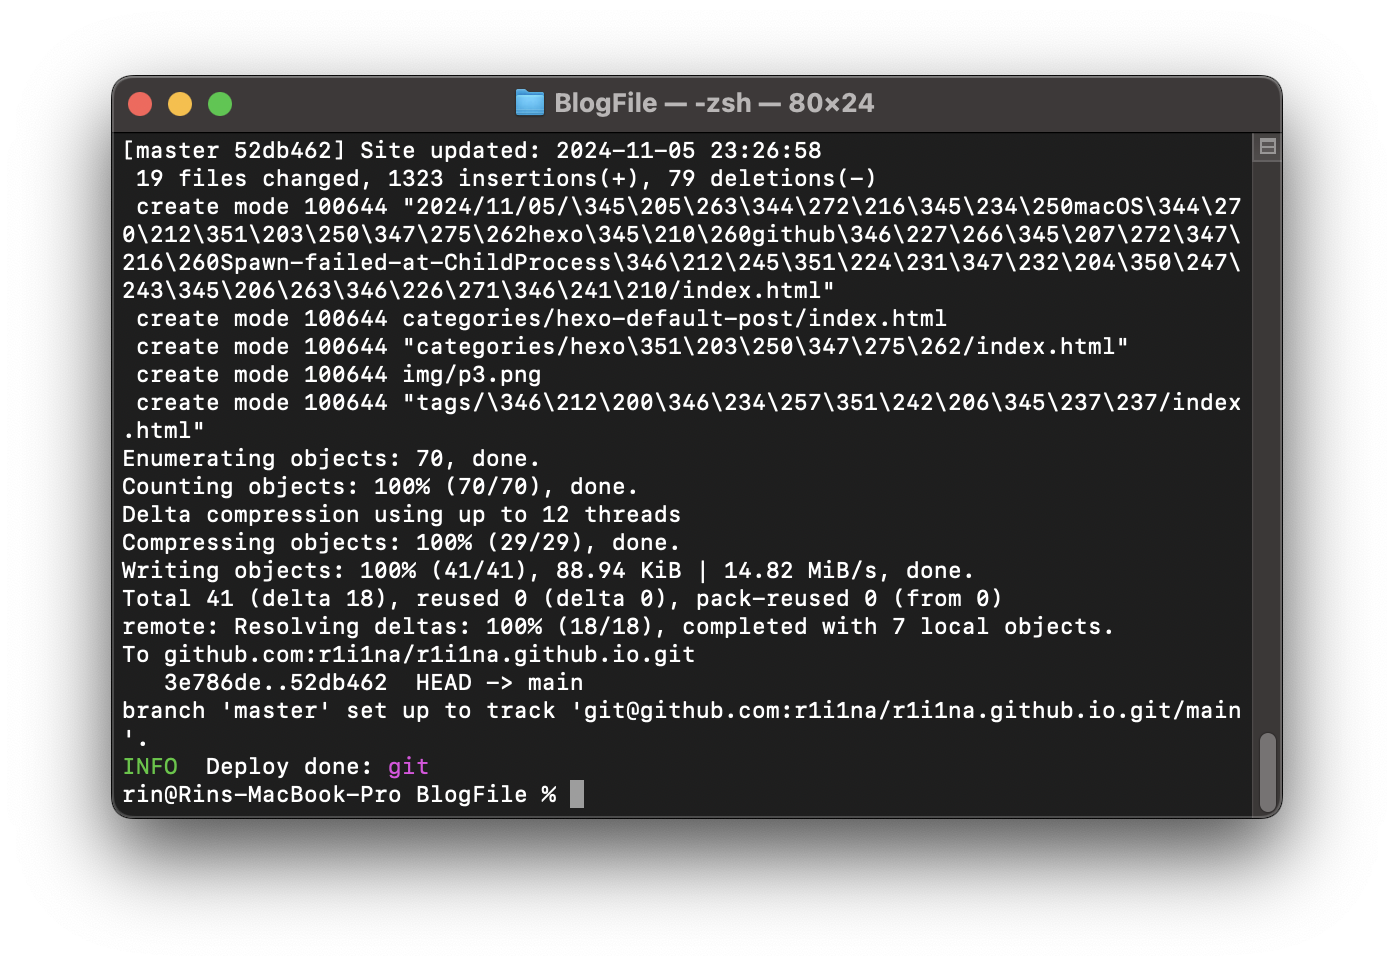 BlogFile — -zsh — 80×24
[master 52db462] Site updated: 2024-11-05 23:26:58
 19 files changed, 1323 insertions(+), 79 deletions(-)
 create mode 100644 "2024/11/05/\345\205\263\344\272\216\345\234\250macOS\344\27
0\212\351\203\250\347\275\262hexo\345\210\260github\346\227\266\345\207\272\347\
216\260Spawn-failed-at-ChildProcess\346\212\245\351\224\231\347\232\204\350\247\
243\345\206\263\346\226\271\346\241\210/index.html"
 create mode 100644 categories/hexo-default-post/index.html
 create mode 100644 "categories/hexo\351\203\250\347\275\262/index.html"
 create mode 100644 img/p3.png
 create mode 100644 "tags/\346\212\200\346\234\257\351\242\206\345\237\237/index
.html"
Enumerating objects: 70, done.
Counting objects: 100% (70/70), done.
Delta compression using up to 12 threads
Compressing objects: 100% (29/29), done.
Writing objects: 100% (41/41), 88.94 KiB | 14.82 MiB/s, done.
Total 41 (delta 18), reused 0 (delta 0), pack-reused 0 (from 0)
remote: Resolving deltas: 100% (18/18), completed with 7 local objects.
To github.com:r1i1na/r1i1na.github.io.git
   3e786de..52db462  HEAD -> main
branch 'master' set up to track 'git@github.com:r1i1na/r1i1na.github.io.git/main
'.
INFO  Deploy done: git
rin@Rins-MacBook-Pro BlogFile %